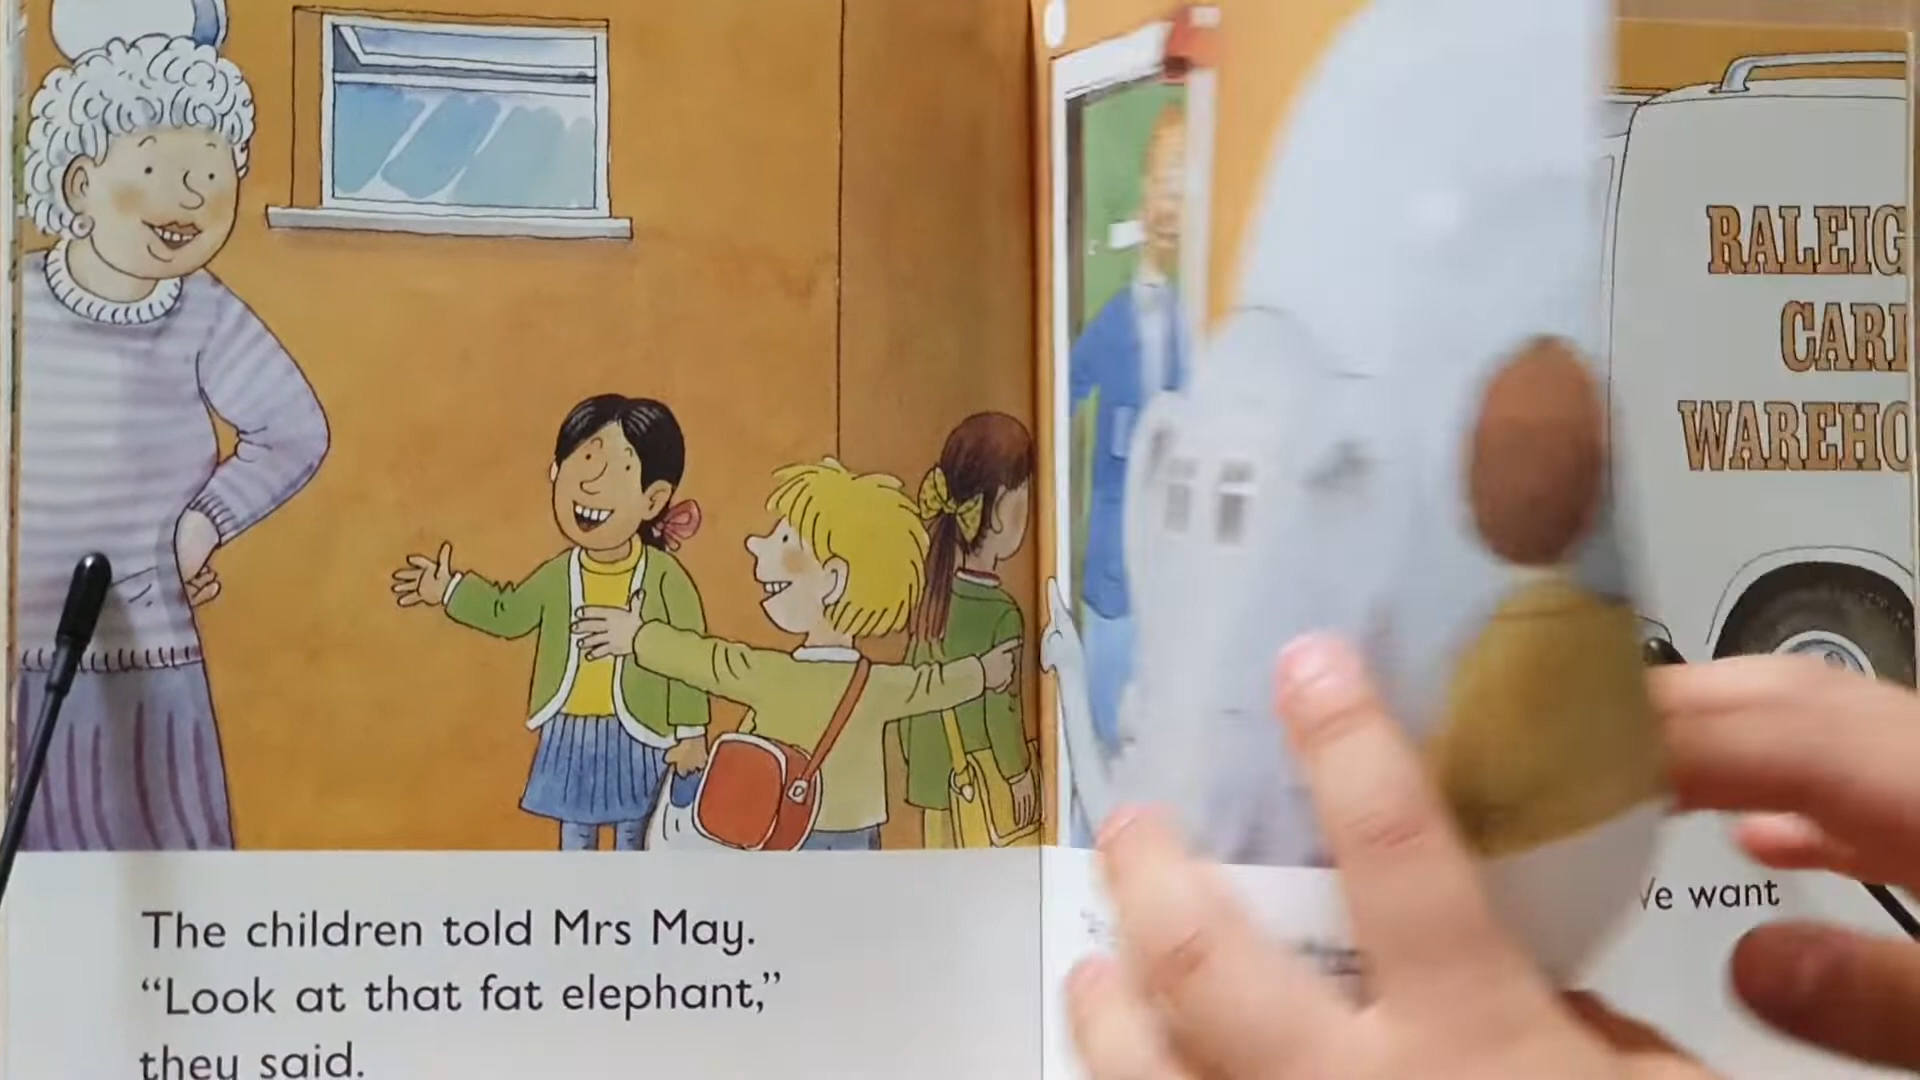 The children told Mrs May.
“Look at that fat elephant,”
they said.
RALEIG
CAR
WAREHO
want